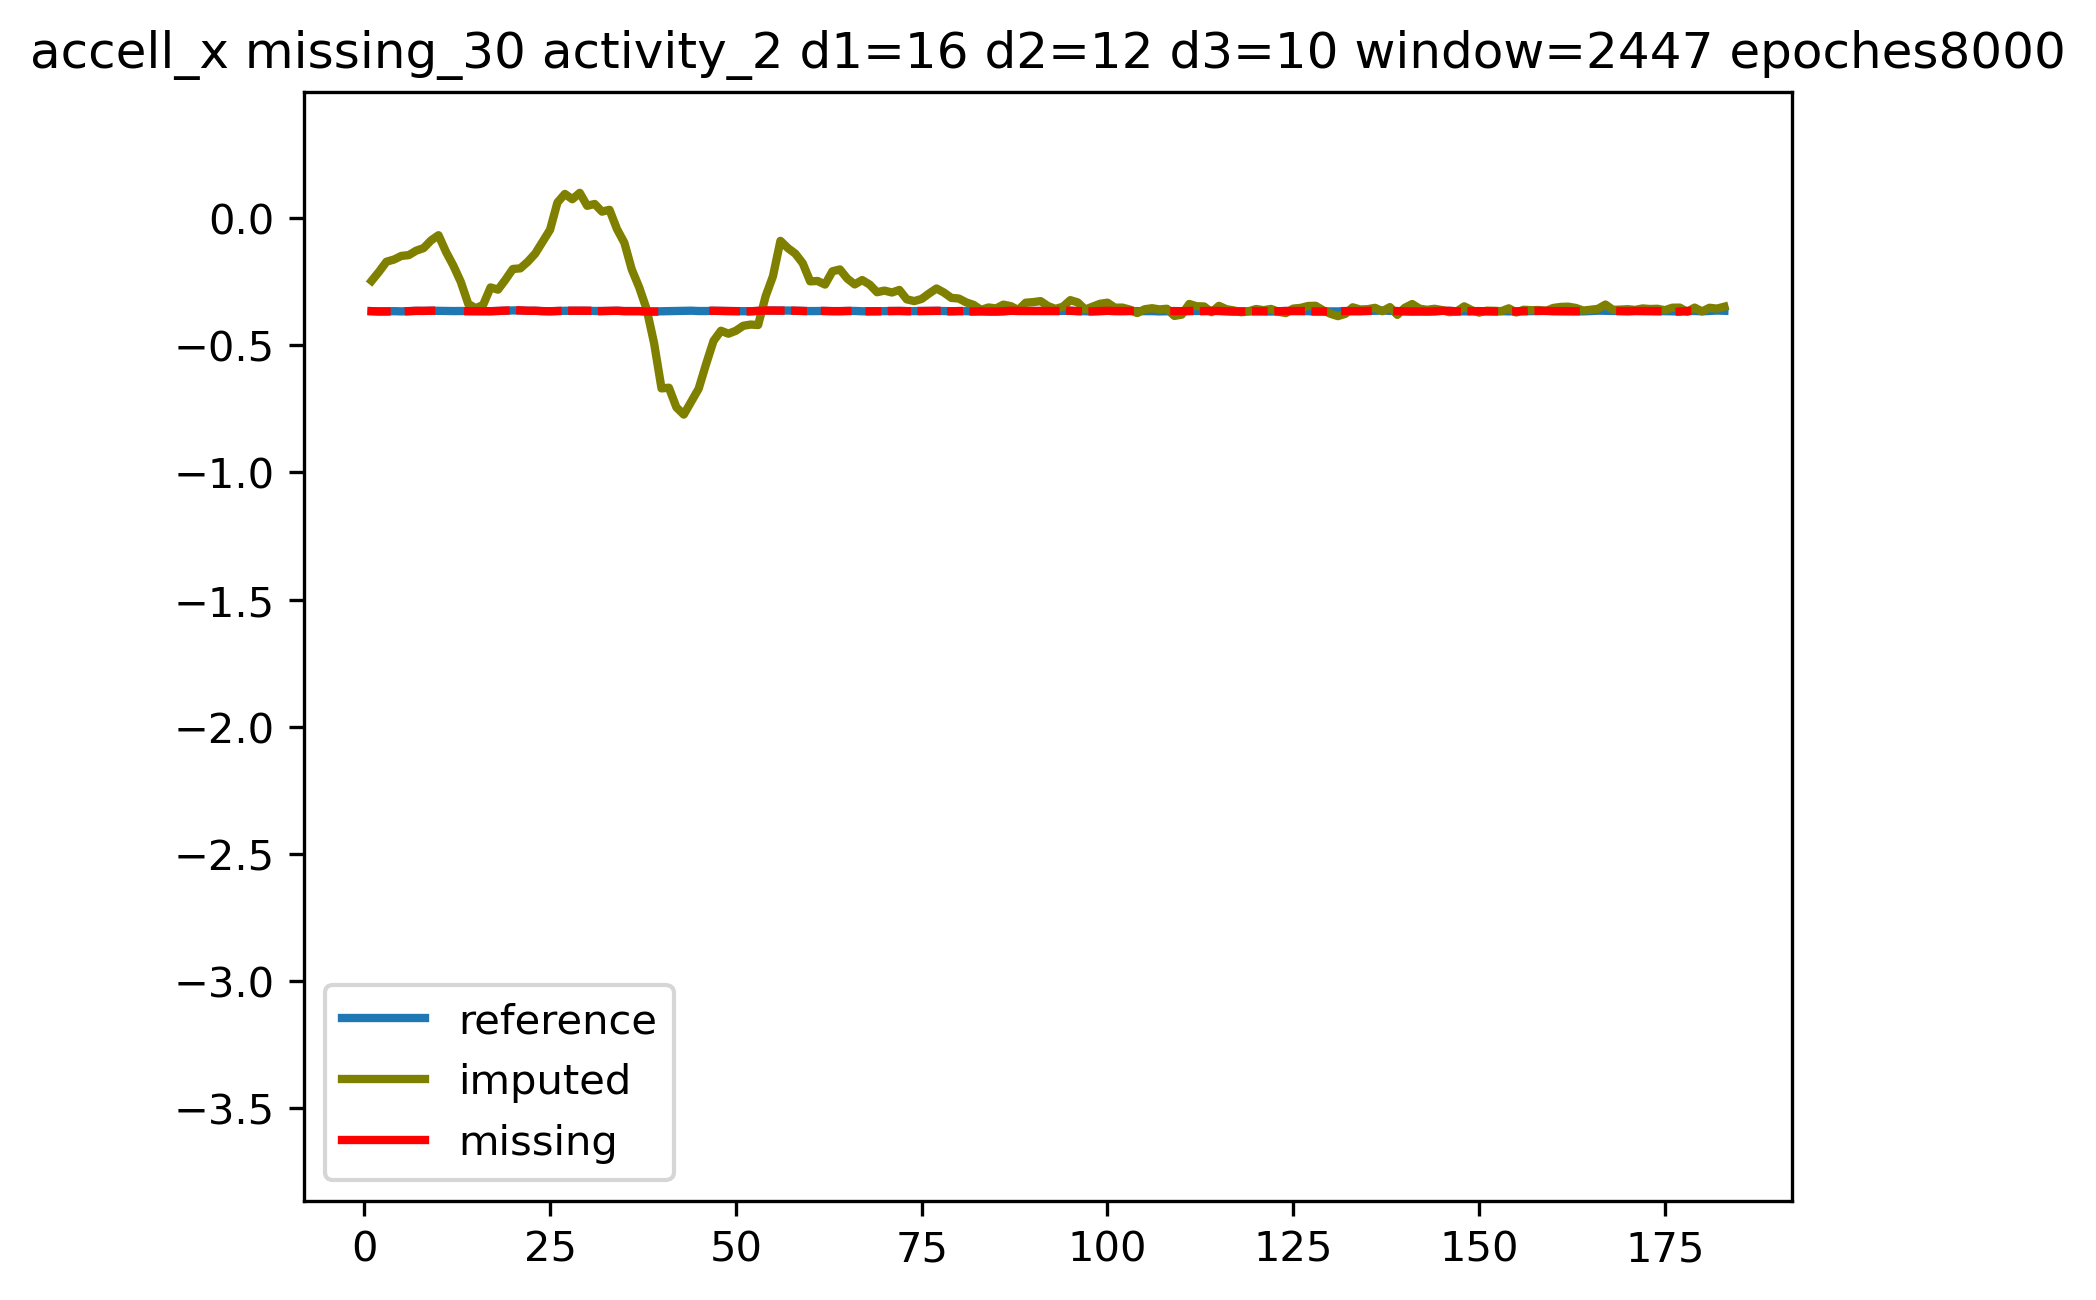 accell_x missing_30 activity_2 d1=16 d2=12 d3=10 window=2447 epoches8000
0.0
−0.5
−1.0
−1.5
−2.0
−2.5
−3.0
−3.5
reference
imputed
missing
0 25 50 75 100 125 150 175